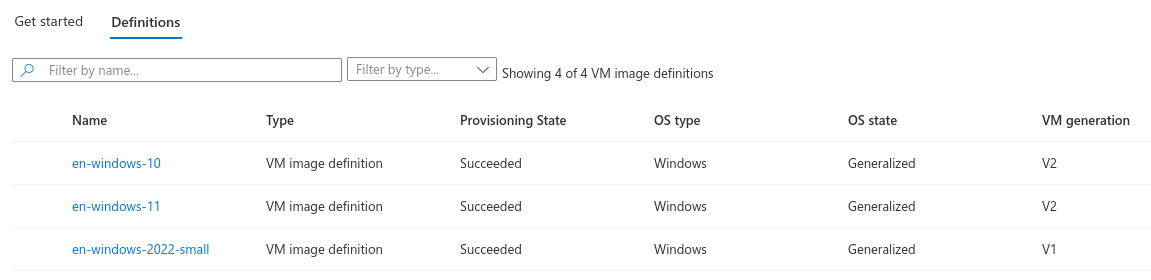 Get started Definitions
Filter by name... Filter by type... Showing 4 of 4 VM image definitions
Name Type Provisioning State OS type OS state VM generation
en-windows-10 VM image definition Succeeded Windows Generalized V2
en-windows-11 VM image definition Succeeded Windows Generalized V2
en-windows-2022-small VM image definition Succeeded Windows Generalized V1